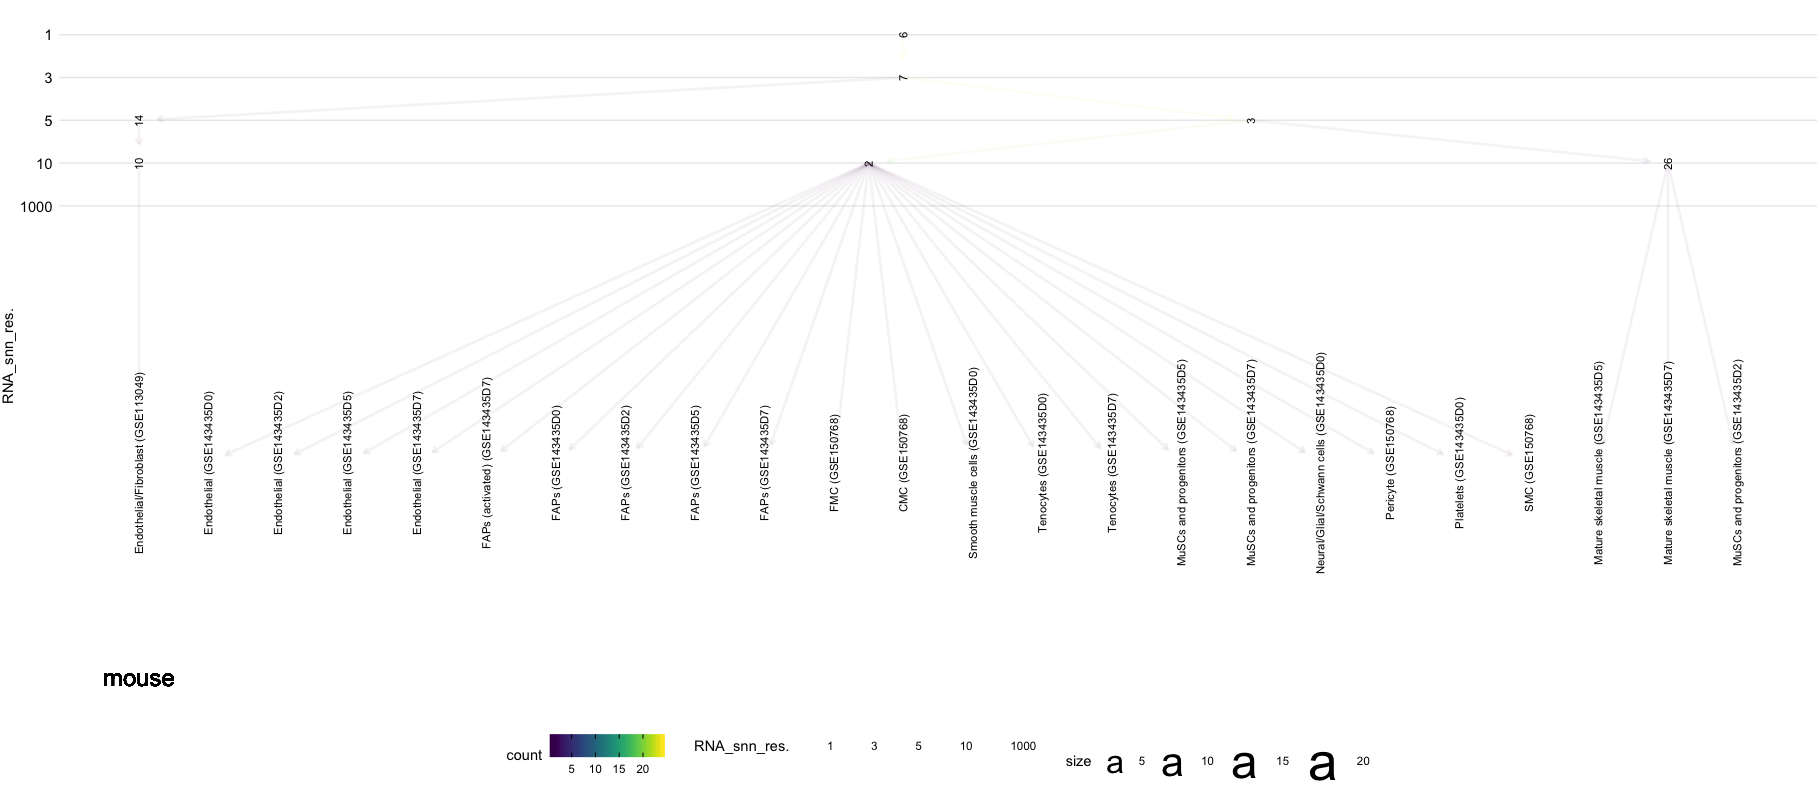 1
6
3
7
5
14
3
10
10
2
26
1000
RNA_snn_res.
Endothelial/Fibroblast (GSE113049)
Endothelial (GSE143435D0)
Endothelial (GSE143435D2)
Endothelial (GSE143435D5)
Endothelial (GSE143435D7)
FAPs (activated) (GSE143435D7)
FAPs (GSE143435D0)
FAPs (GSE143435D2)
FAPs (GSE143435D5)
FAPs (GSE143435D7)
FMC (GSE150768)
CMC (GSE150768)
Smooth muscle cells (GSE143435D0)
Tenocytes (GSE143435D0)
Tenocytes (GSE143435D7)
MuSCs and progenitors (GSE143435D5)
MuSCs and progenitors (GSE143435D7)
Neural/Glial/Schwann cells (GSE143435D0)
Pericyte (GSE150768)
Platelets (GSE143435D0)
SMC (GSE150768)
Mature skeletal muscle (GSE143435D5)
Mature skeletal muscle (GSE143435D7)
MuSCs and progenitors (GSE143435D2)
mouse
count
5 10 15 20
RNA_snn_res. 1 3 5 10 1000
size a 5 a 10 a 15 a 20